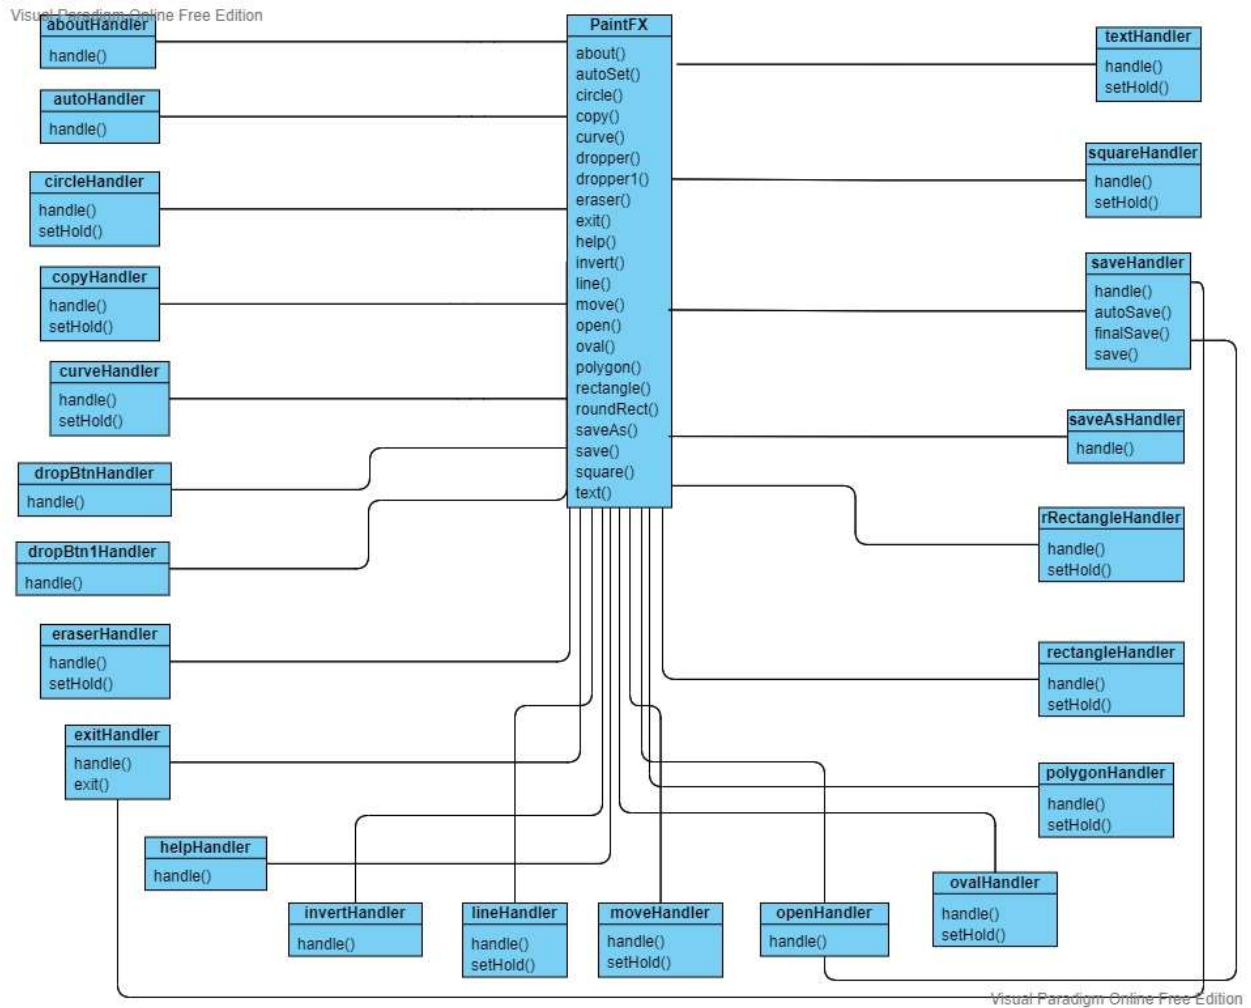 Visual Paradigm Online Free Edition
aboutHandler
handle()
autoHandler
handle()
circleHandler
handle()
setHold()
copyHandler
handle()
setHold()
curveHandler
handle()
setHold()
dropBtnHandler
handle()
dropBtn1Handler
handle()
eraserHandler
handle()
setHold()
exitHandler
handle()
exit()
helpHandler
handle()
invertHandler
handle()
lineHandler
handle()
setHold()
moveHandler
handle()
setHold()
openHandler
handle()
ovalHandler
handle()
setHold()
PaintFX
about()
autoSet()
circle()
copy()
curve()
dropper()
dropper1()
eraser()
exit()
help()
invert()
line()
move()
open()
oval()
polygon()
rectangle()
roundRect()
saveAs()
save()
square()
text()
textHandler
handle()
setHold()
squareHandler
handle()
setHold()
saveHandler
handle()
autoSave()
finalSave()
save()
saveAsHandler
handle()
rRectangleHandler
handle()
setHold()
rectangleHandler
handle()
setHold()
polygonHandler
handle()
setHold()
Visual Paradigm Online Free Edition